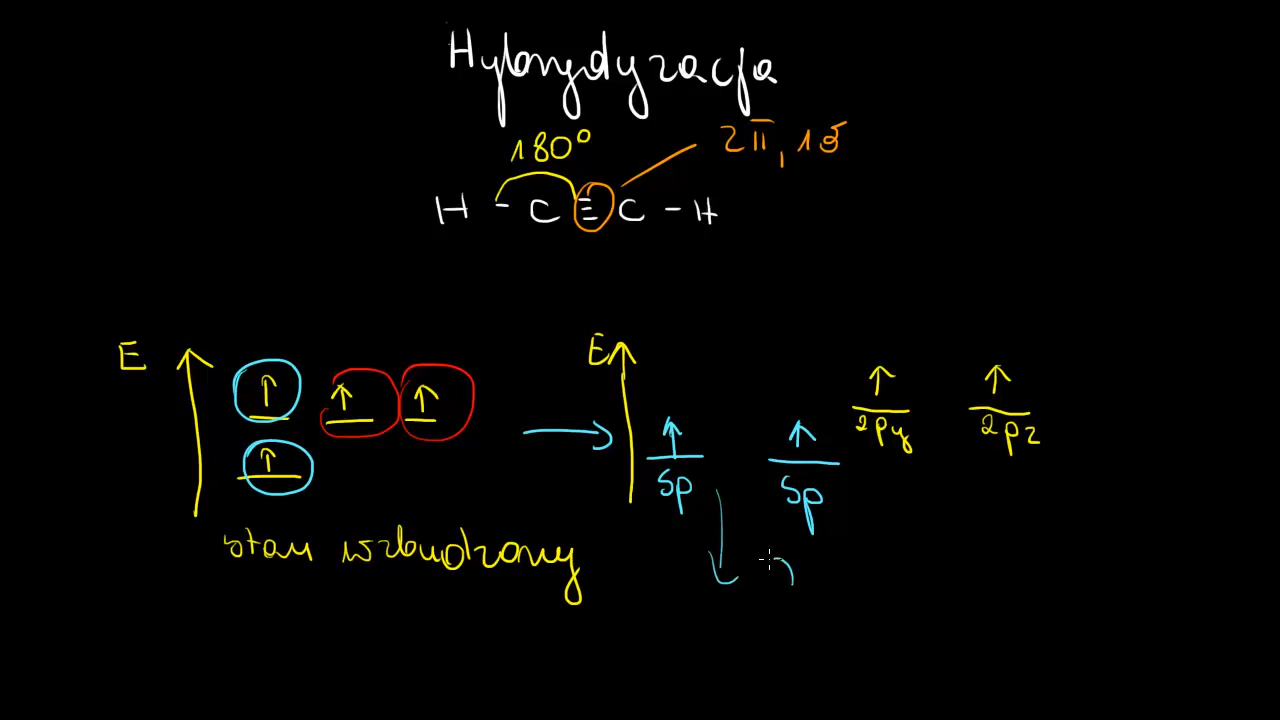 Hybrydyzacja
180° 2π, 1σ
H - C ≡ C - H
E ↑ ↑ ↑ ↑ E ↑ ↑ ↑ ↑
sp sp 2py 2pz
stan wzbudzony